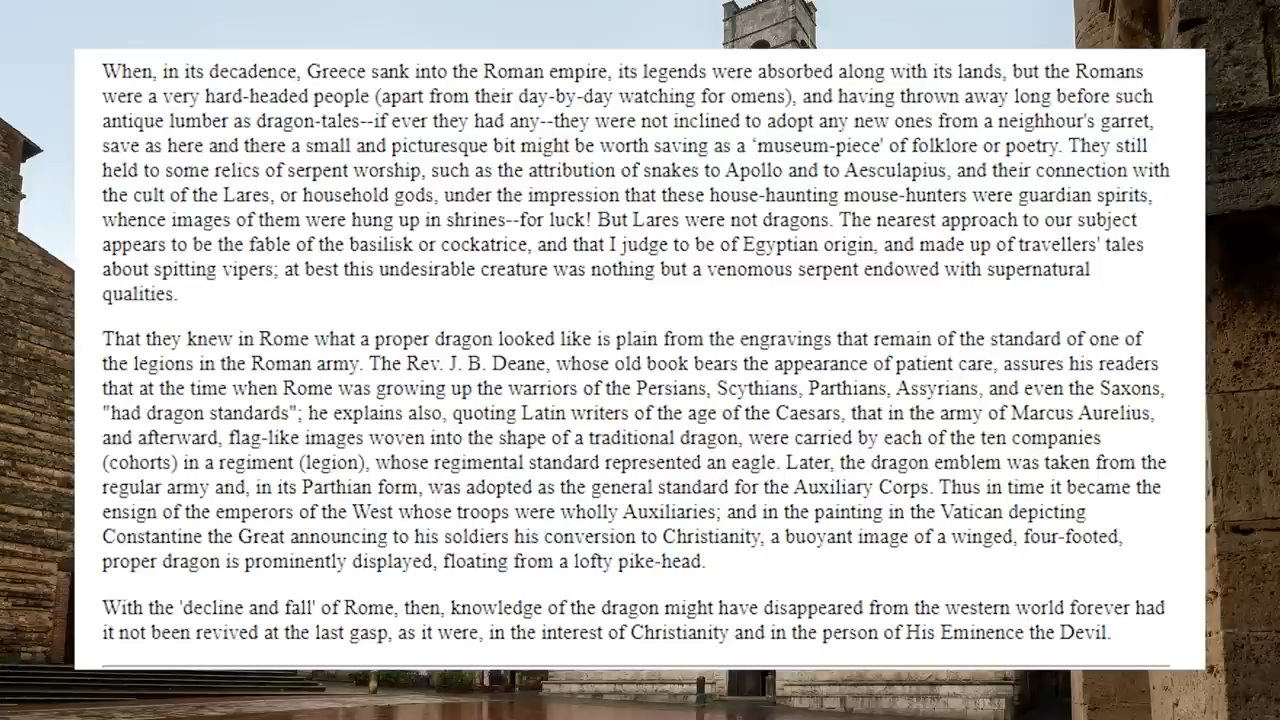 When, in its decadence, Greece sank into the Roman empire, its legends were absorbed along with its lands, but the Romans
were a very hard-headed people (apart from their day-by-day watching for omens), and having thrown away long before such
antique lumber as dragon-tales--if ever they had any--they were not inclined to adopt any new ones from a neighbour's garret,
save as here and there a small and picturesque bit might be worth saving as a ‘museum-piece' of folklore or poetry. They still
held to some relics of serpent worship, such as the attribution of snakes to Apollo and to Aesculapius, and their connection with
the cult of the Lares, or household gods, under the impression that these house-haunting mouse-hunters were guardian spirits,
whence images of them were hung up in shrines--for luck! But Lares were not dragons. The nearest approach to our subject
appears to be the fable of the basilisk or cockatrice, and that I judge to be of Egyptian origin, and made up of travellers' tales
about spitting vipers; at best this undesirable creature was nothing but a venomous serpent endowed with supernatural
qualities.
That they knew in Rome what a proper dragon looked like is plain from the engravings that remain of the standard of one of
the legions in the Roman army. The Rev. J. B. Deane, whose old book bears the appearance of patient care, assures his readers
that at the time when Rome was growing up the warriors of the Persians, Scythians, Parthians, Assyrians, and even the Saxons,
"had dragon standards"; he explains also, quoting Latin writers of the age of the Caesars, that in the army of Marcus Aurelius,
and afterward, flag-like images woven into the shape of a traditional dragon, were carried by each of the ten companies
(cohorts) in a regiment (legion), whose regimental standard represented an eagle. Later, the dragon emblem was taken from the
regular army and, in its Parthian form, was adopted as the general standard for the Auxiliary Corps. Thus in time it became the
ensign of the emperors of the West whose troops were wholly Auxiliaries; and in the painting in the Vatican depicting
Constantine the Great announcing to his soldiers his conversion to Christianity, a buoyant image of a winged, four-footed,
proper dragon is prominently displayed, floating from a lofty pike-head.
With the 'decline and fall' of Rome, then, knowledge of the dragon might have disappeared from the western world forever had
it not been revived at the last gasp, as it were, in the interest of Christianity and in the person of His Eminence the Devil.